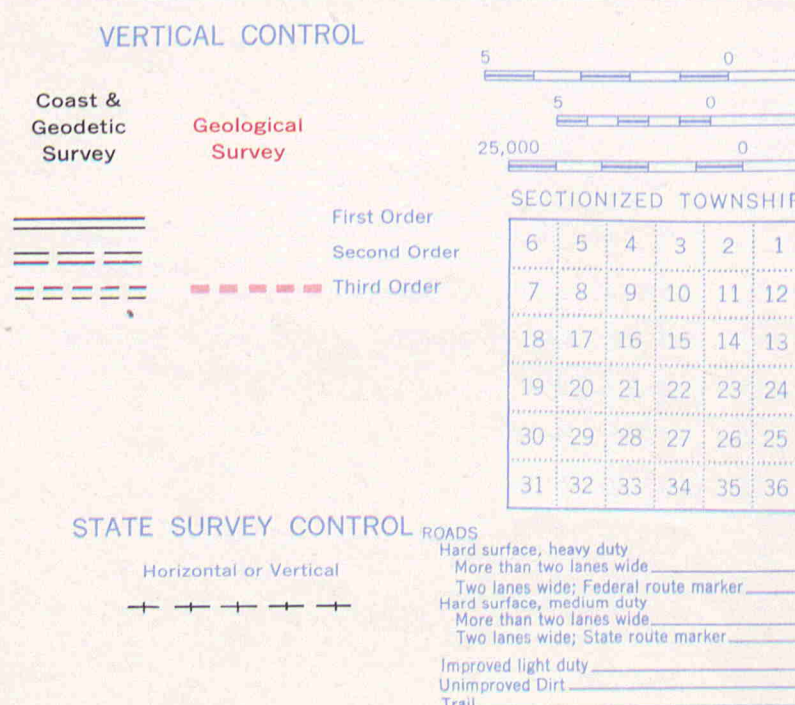 VERTICAL CONTROL
Coast &
Geodetic
Survey
Geological
Survey
First Order
Second Order
Third Order
5 0
5 0
25,000 0
SECTIONIZED TOWNSHIP
6 5 4 3 2 1
7 8 9 10 11 12
18 17 16 15 14 13
19 20 21 22 23 24
30 29 28 27 26 25
31 32 33 34 35 36
STATE SURVEY CONTROL
Horizontal or Vertical
ROADS
Hard surface, heavy duty
More than two lanes wide
Two lanes wide; Federal route marker
Hard surface, medium duty
More than two lanes wide
Two lanes wide; State route marker
Improved light duty
Unimproved Dirt
Trail